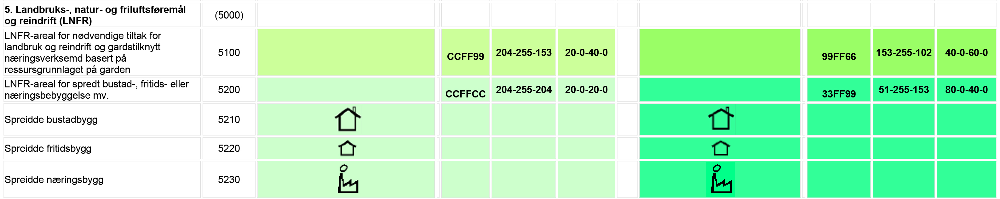 5. Landbruks-, natur- og friluftsføremål
og reindrift (LNFR)
(5000)
LNFR-areal for nødvendige tiltak for
landbruk og reindrift og gardstilknytt
næringsverksemd basert på
ressursgrunnlaget på garden
5100
CCFF99
204-255-153
20-0-40-0
99FF66
153-255-102
40-0-60-0
LNFR-areal for spredt bustad-, fritids- eller
næringsbebyggelse mv.
5200
CCFFCC
204-255-204
20-0-20-0
33FF99
51-255-153
80-0-40-0
Spreidde bustadbygg
5210
Spreidde fritidsbygg
5220
Spreidde næringsbygg
5230